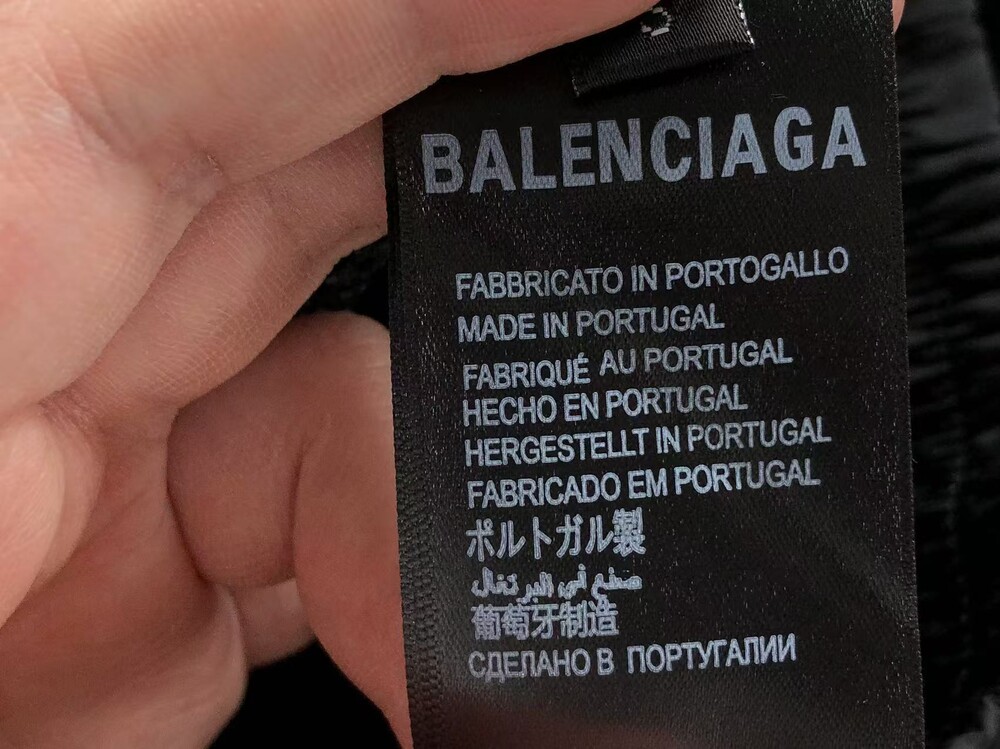 BALENCIAGA
FABBRICATO IN PORTOGALLO
MADE IN PORTUGAL
FABRIQUÉ AU PORTUGAL
HECHO EN PORTUGAL
HERGESTELLT IN PORTUGAL
FABRICADO EM PORTUGAL
ポルトガル製
صطع في البرتغال
葡萄牙制造
СДЕЛАНО В ПОРТУГАЛИИ